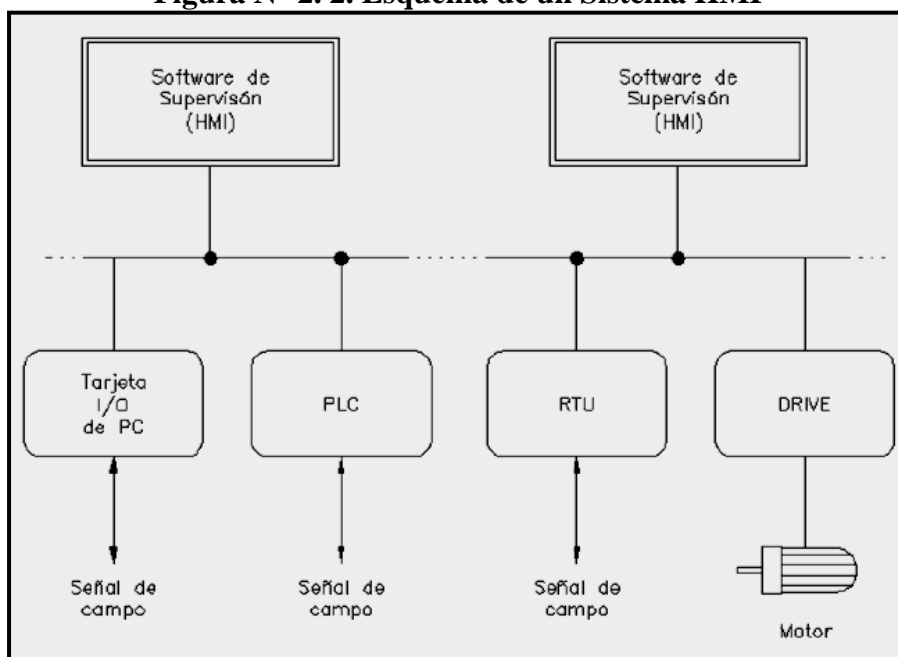 Figura N° 2. 2. Esquema de un Sistema HMI
Software de
Supervisón
(HMI)
Software de
Supervisón
(HMI)
Tarjeta
I/O
de PC
PLC
RTU
DRIVE
Señal de
campo
Señal de
campo
Señal de
campo
Motor